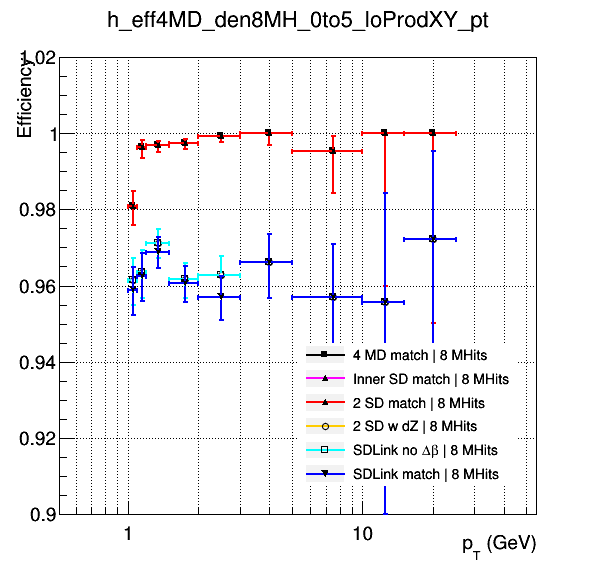 h_eff4MD_den8MH_0to5_loProdXY_pt
Efficiency
1.02
1
0.98
0.96
0.94
0.92
0.9
4 MD match | 8 MHits
Inner SD match | 8 MHits
2 SD match | 8 MHits
2 SD w dZ | 8 MHits
SDLink no Δβ | 8 MHits
SDLink match | 8 MHits
1
10
p_T (GeV)